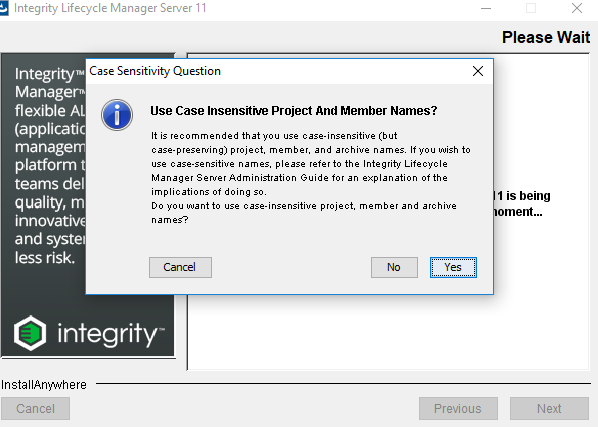 Integrity Lifecycle Manager Server 11
Please Wait
Integrity™
Manager™
flexible AL
(applicatio
managem
platform t
teams del
quality, m
innovative
and syste
less risk.
integrity™
Case Sensitivity Question
Use Case Insensitive Project And Member Names?
It is recommended that you use case-insensitive (but
case-preserving) project, member, and archive names. If you wish to
use case-sensitive names, please refer to the Integrity Lifecycle
Manager Server Administration Guide for an explanation of the
implications of doing so.
Do you want to use case-insensitive project, member and archive
names?
Cancel
No
Yes
11 is being
moment...
InstallAnywhere
Cancel
Previous
Next